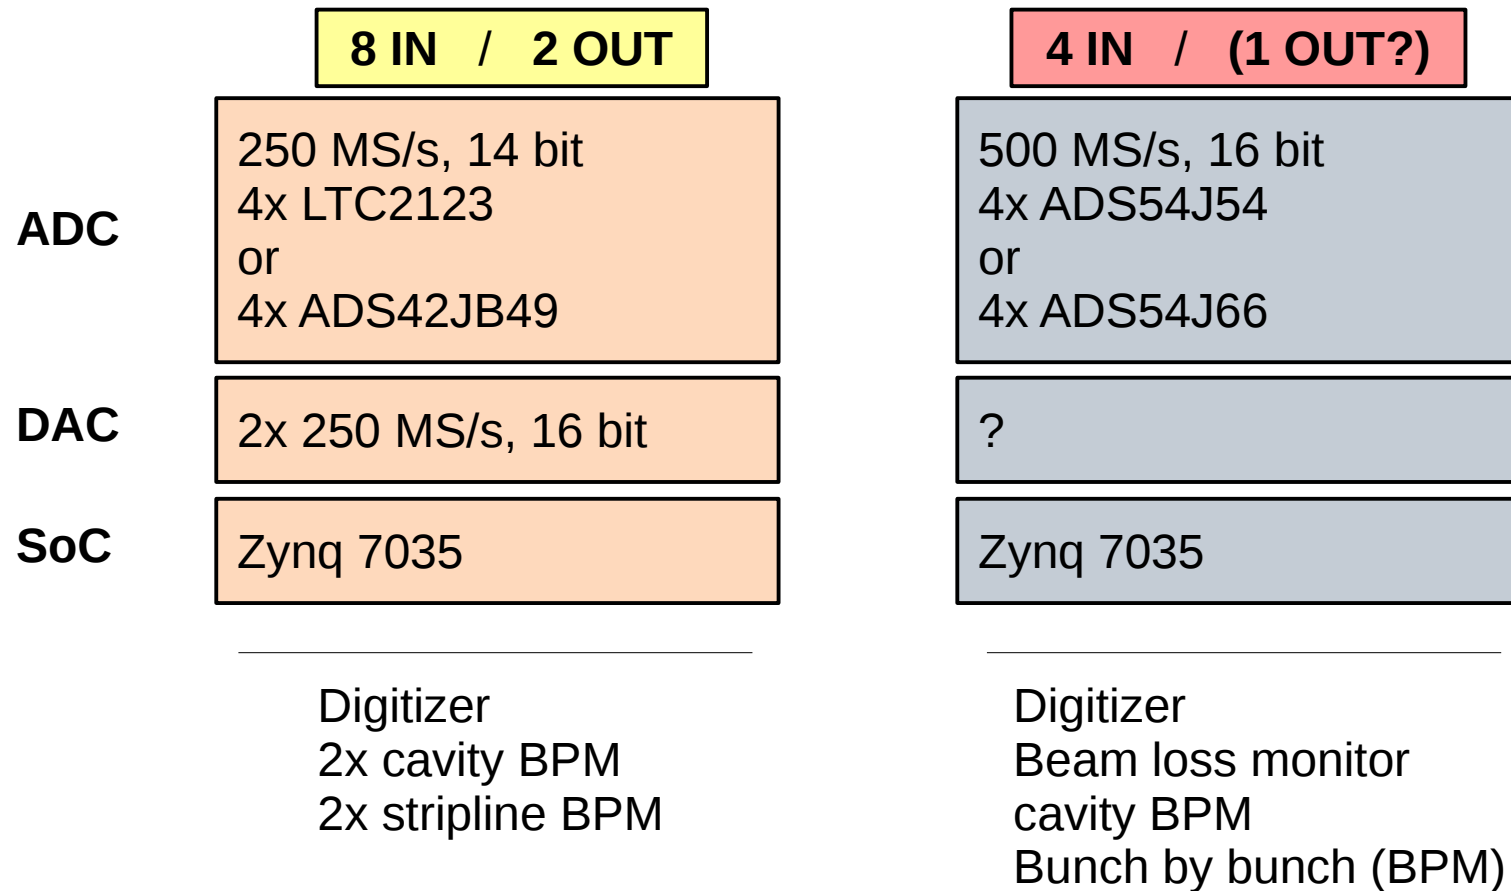 8 IN / 2 OUT
4 IN / (1 OUT?)
ADC
250 MS/s, 14 bit
4x LTC2123
or
4x ADS42JB49
500 MS/s, 16 bit
4x ADS54J54
or
4x ADS54J66
DAC
2x 250 MS/s, 16 bit
?
SoC
Zynq 7035
Zynq 7035
Digitizer
2x cavity BPM
2x stripline BPM
Digitizer
Beam loss monitor
cavity BPM
Bunch by bunch (BPM)